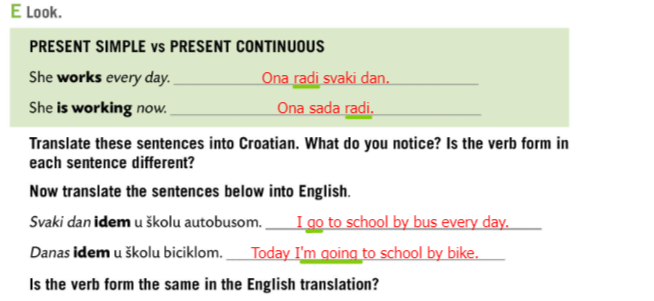 E Look.
PRESENT SIMPLE vs PRESENT CONTINUOUS
She works every day. Ona radi svaki dan.
She is working now. Ona sada radi.
Translate these sentences into Croatian. What do you notice? Is the verb form in
each sentence different?
Now translate the sentences below into English.
Svaki dan idem u školu autobusom. I go to school by bus every day.
Danas idem u školu biciklom. Today I'm going to school by bike.
Is the verb form the same in the English translation?